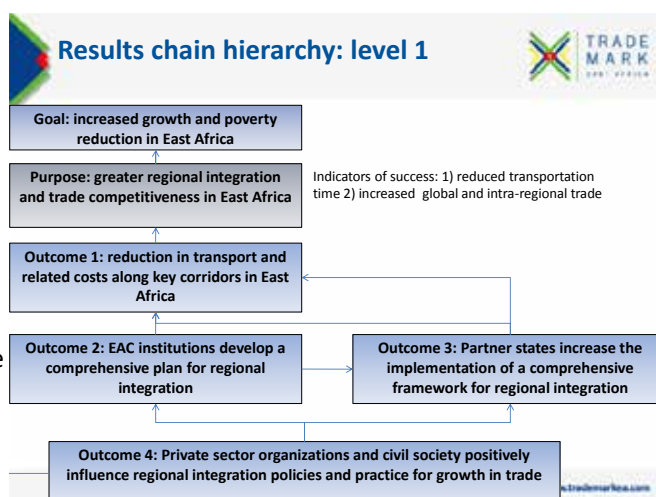 Results chain hierarchy: level 1
TRADE
MARK
EAST AFRICA
Goal: increased growth and poverty
reduction in East Africa
Purpose: greater regional integration
and trade competitiveness in East Africa
Indicators of success: 1) reduced transportation
time 2) increased global and intra-regional trade
Outcome 1: reduction in transport and
related costs along key corridors in East
Africa
e
Outcome 2: EAC institutions develop a
comprehensive plan for regional
integration
Outcome 3: Partner states increase the
implementation of a comprehensive
framework for regional integration
Outcome 4: Private sector organizations and civil society positively
influence regional integration policies and practice for growth in trade
.trademarkea.com